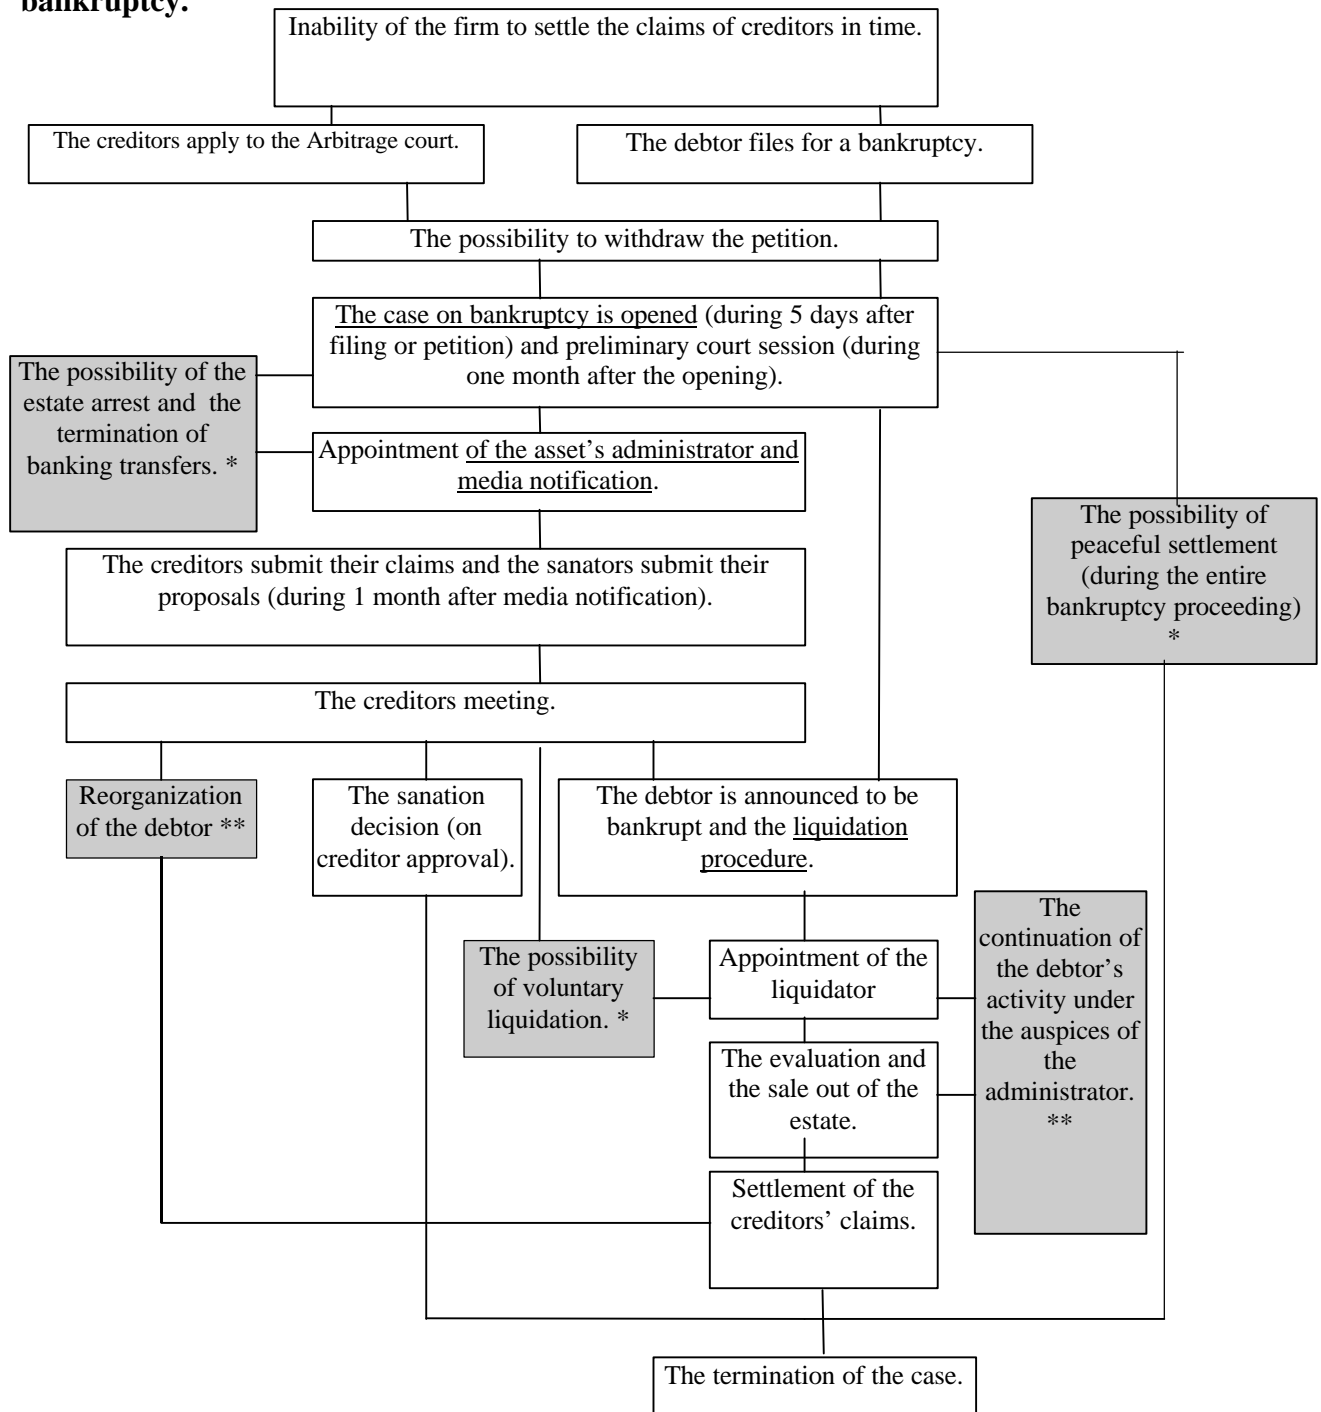 bankruptcy.
Inability of the firm to settle the claims of creditors in time.
The creditors apply to the Arbitrage court.
The debtor files for a bankruptcy.
The possibility to withdraw the petition.
The case on bankruptcy is opened (during 5 days after
filing or petition) and preliminary court session (during
one month after the opening).
The possibility of the
estate arrest and the
termination of
banking transfers. *
Appointment of the asset’s administrator and
media notification.
The possibility of
peaceful settlement
(during the entire
bankruptcy proceeding)
*
The creditors submit their claims and the sanators submit their
proposals (during 1 month after media notification).
The creditors meeting.
Reorganization
of the debtor **
The sanation
decision (on
creditor approval).
The debtor is announced to be
bankrupt and the liquidation
procedure.
The possibility
of voluntary
liquidation. *
Appointment of the
liquidator
The
continuation of
the debtor’s
activity under
the auspices of
the
administrator.
**
The evaluation and
the sale out of the
estate.
Settlement of the
creditors’ claims.
The termination of the case.